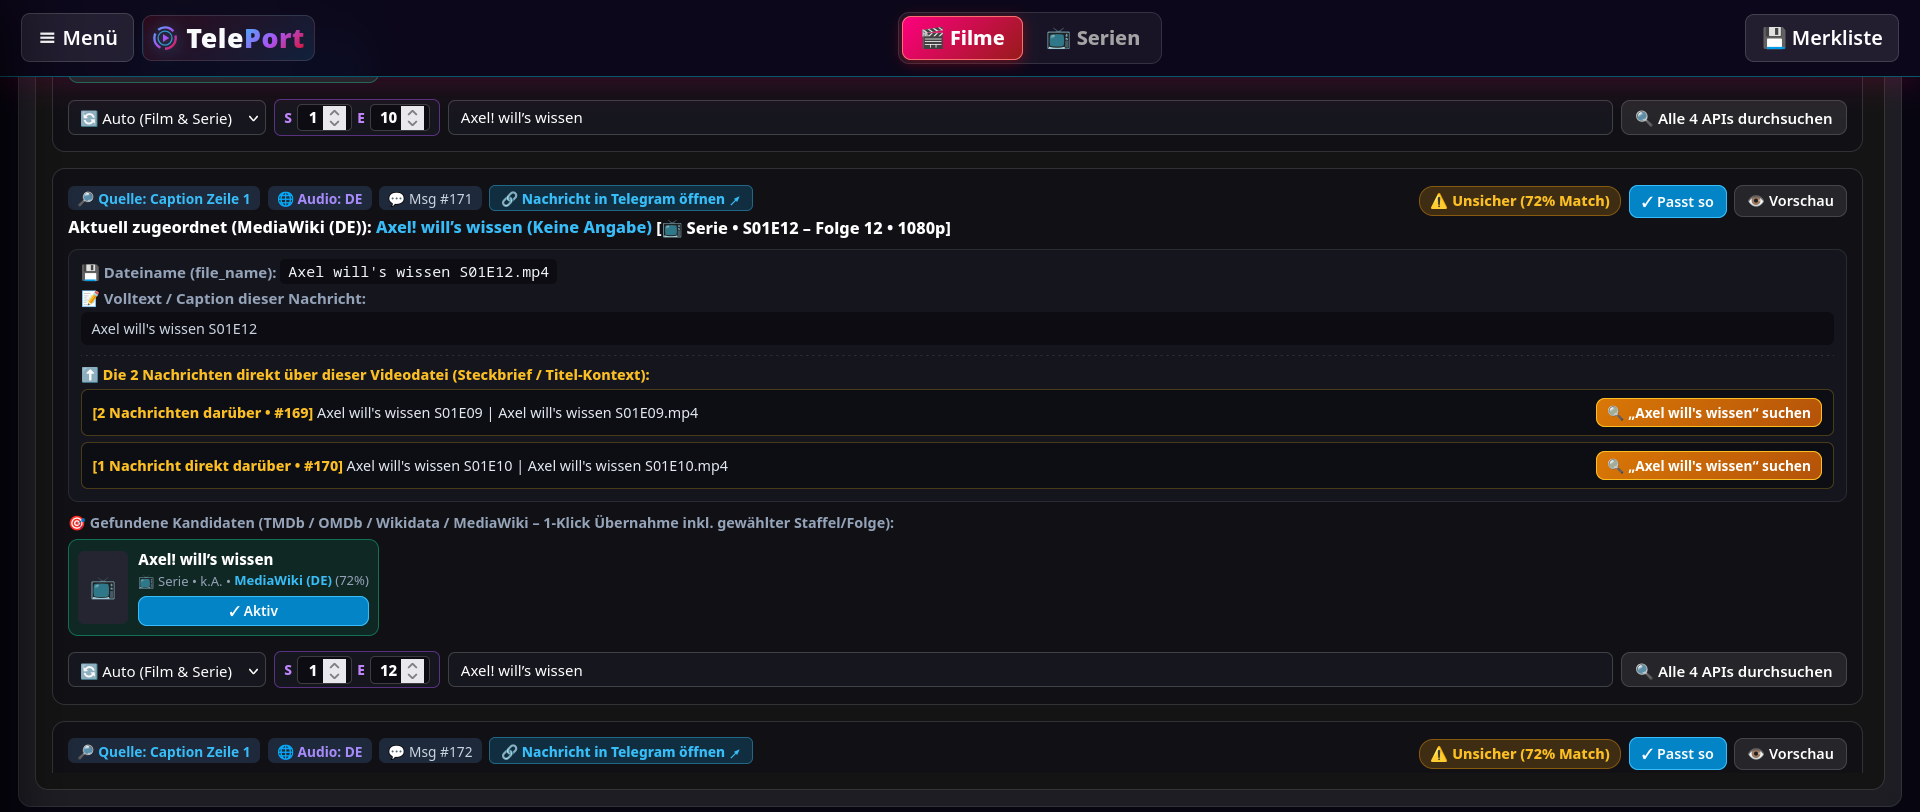 ≡ Menü
TelePort
🎬 Filme
📺 Serien
💾 Merkliste
🔄 Auto (Film & Serie)
S 1 E 10
Axel! will’s wissen
🔍 Alle 4 APIs durchsuchen
🔎 Quelle: Caption Zeile 1
🌐 Audio: DE
💬 Msg #171
🔗 Nachricht in Telegram öffnen ↗
⚠️ Unsicher (72% Match)
✓ Passt so
👁️ Vorschau
Aktuell zugeordnet (MediaWiki (DE)): Axel! will’s wissen (Keine Angabe) [📺 Serie • S01E12 – Folge 12 • 1080p]
💾 Dateiname (file_name): Axel will's wissen S01E12.mp4
📝 Volltext / Caption dieser Nachricht:
Axel will's wissen S01E12
⬆️ Die 2 Nachrichten direkt über dieser Videodatei (Steckbrief / Titel-Kontext):
[2 Nachrichten darüber • #169] Axel will's wissen S01E09 | Axel will's wissen S01E09.mp4
🔍 „Axel will's wissen“ suchen
[1 Nachricht direkt darüber • #170] Axel will's wissen S01E10 | Axel will's wissen S01E10.mp4
🔍 „Axel will's wissen“ suchen
🎯 Gefundene Kandidaten (TMDb / OMDb / Wikidata / MediaWiki – 1-Klick Übernahme inkl. gewählter Staffel/Folge):
Axel! will’s wissen
📺 Serie • k.A. • MediaWiki (DE) (72%)
✓ Aktiv
🔄 Auto (Film & Serie)
S 1 E 12
Axel! will’s wissen
🔍 Alle 4 APIs durchsuchen
🔎 Quelle: Caption Zeile 1
🌐 Audio: DE
💬 Msg #172
🔗 Nachricht in Telegram öffnen ↗
⚠️ Unsicher (72% Match)
✓ Passt so
👁️ Vorschau